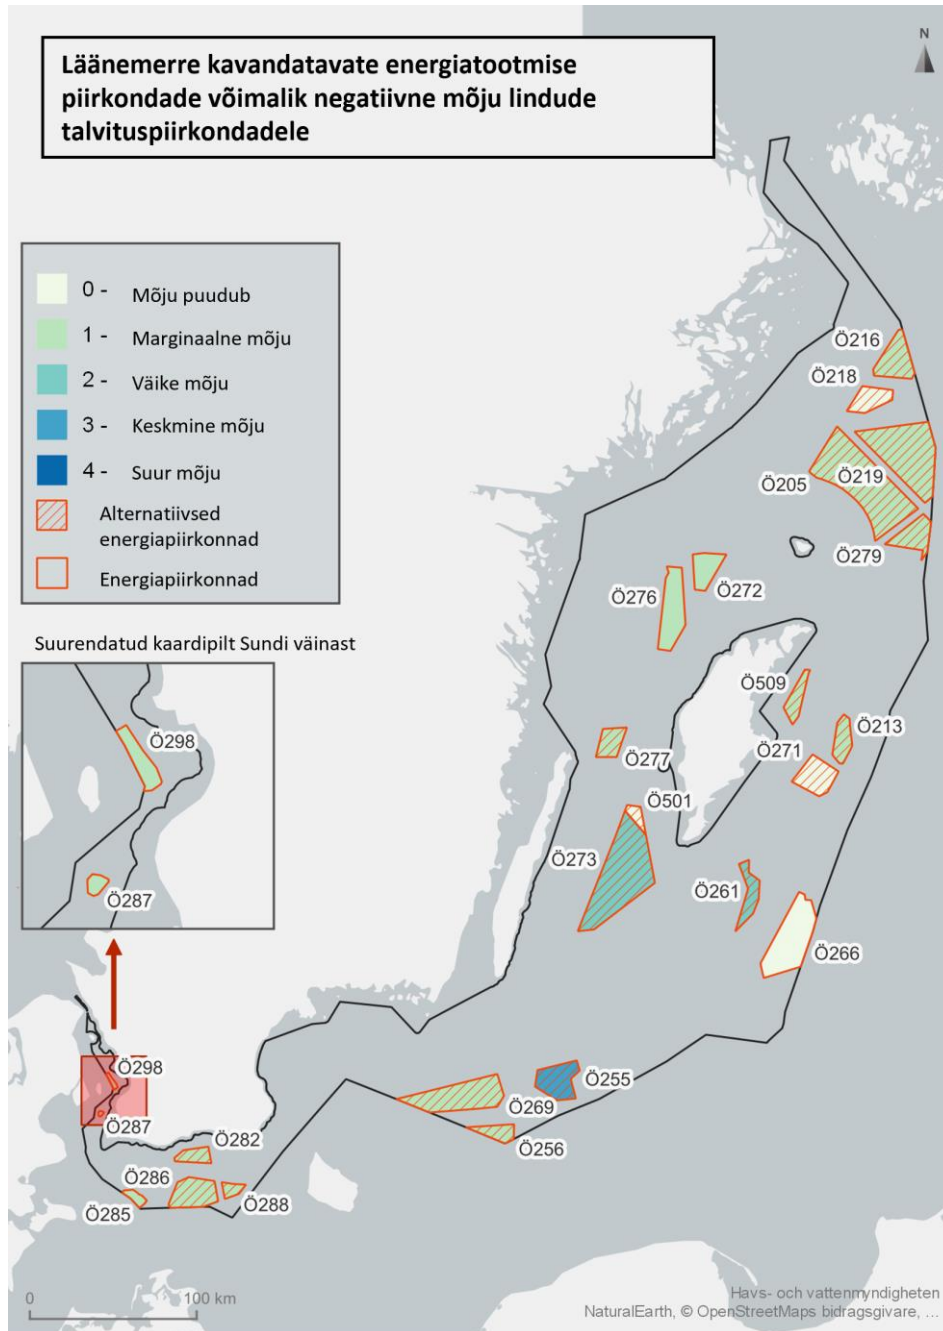 Läänemerre kavandatavate energiatootmise
piirkondade võimalik negatiivne mõju lindude
talvituspiirkondadele
N
0 - Mõju puudub
1 - Marginaalne mõju
2 - Väike mõju
3 - Keskmine mõju
4 - Suur mõju
Alternatiivsed
energiapiirkonnad
Energiapiirkonnad
Suurendatud kaardipilt Sundi väinast
Ö298
Ö287
Ö216
Ö218
Ö219
Ö205
Ö279
Ö272
Ö276
Ö509
Ö213
Ö271
Ö277
Ö501
Ö273
Ö261
Ö266
Ö298
Ö255
Ö269
Ö287
Ö282
Ö256
Ö286
Ö288
Ö285
0 100 km
Havs- och vattenmyndigheten
NaturalEarth, © OpenStreetMaps bidragsgivare, ...